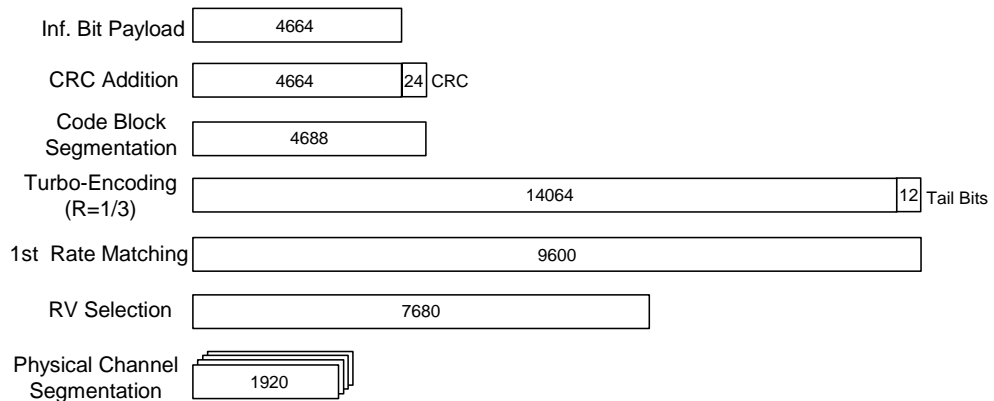 Inf. Bit Payload 4664
CRC Addition 4664 24 CRC
Code Block
Segmentation 4688
Turbo-Encoding
(R=1/3) 14064 12 Tail Bits
1st Rate Matching 9600
RV Selection 7680
Physical Channel
Segmentation 1920